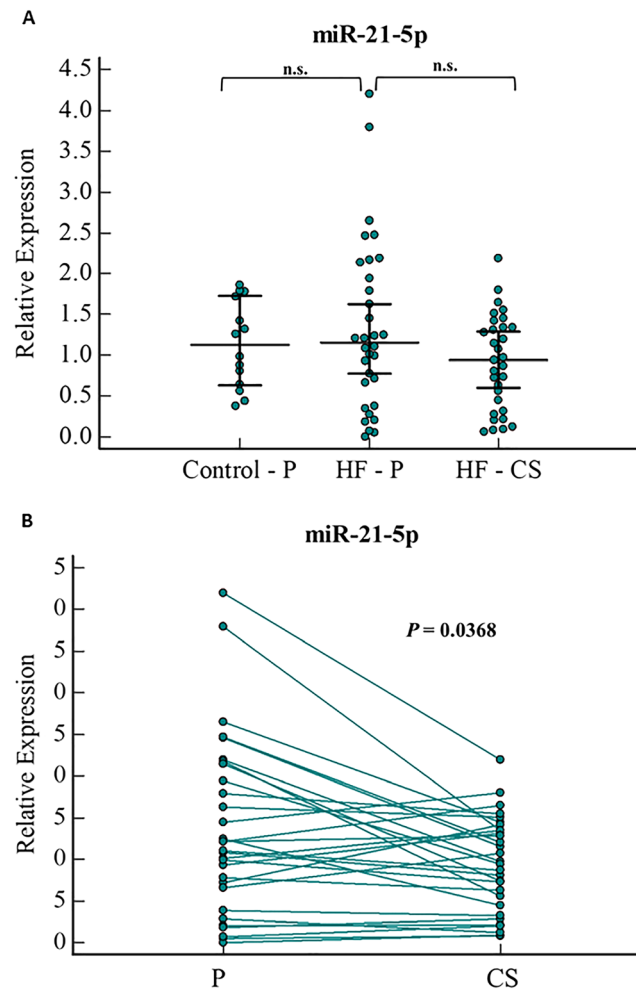 A
miR-21-5p
n.s.
n.s.
Relative Expression
4.5
4.0
3.5
3.0
2.5
2.0
1.5
1.0
0.5
0.0
Control - P
HF - P
HF - CS
B
miR-21-5p
P = 0.0368
Relative Expression
5
0
5
0
5
0
5
0
5
0
P
CS